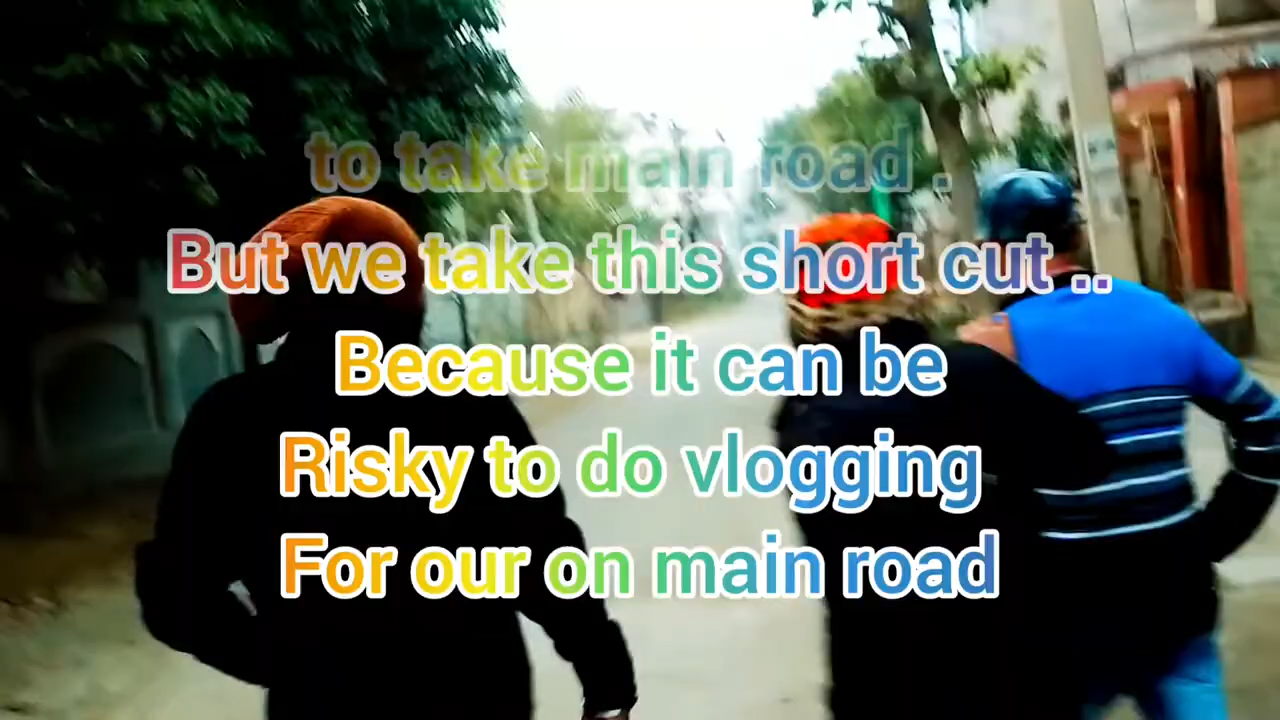 to take main road .
But we take this short cut ..
Because it can be
Risky to do vlogging
For our on main road